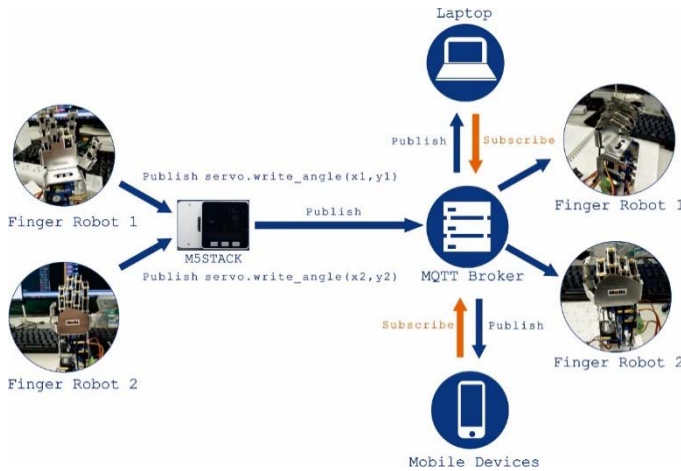 Laptop
Publish
Subscribe
Publish servo.write_angle(x1,y1)
Finger Robot 1
Publish
Finger Robot 1
M5STACK
MQTT Broker
Publish servo.write_angle(x2,y2)
Subscribe
Publish
Finger Robot 2
Finger Robot 2
Mobile Devices